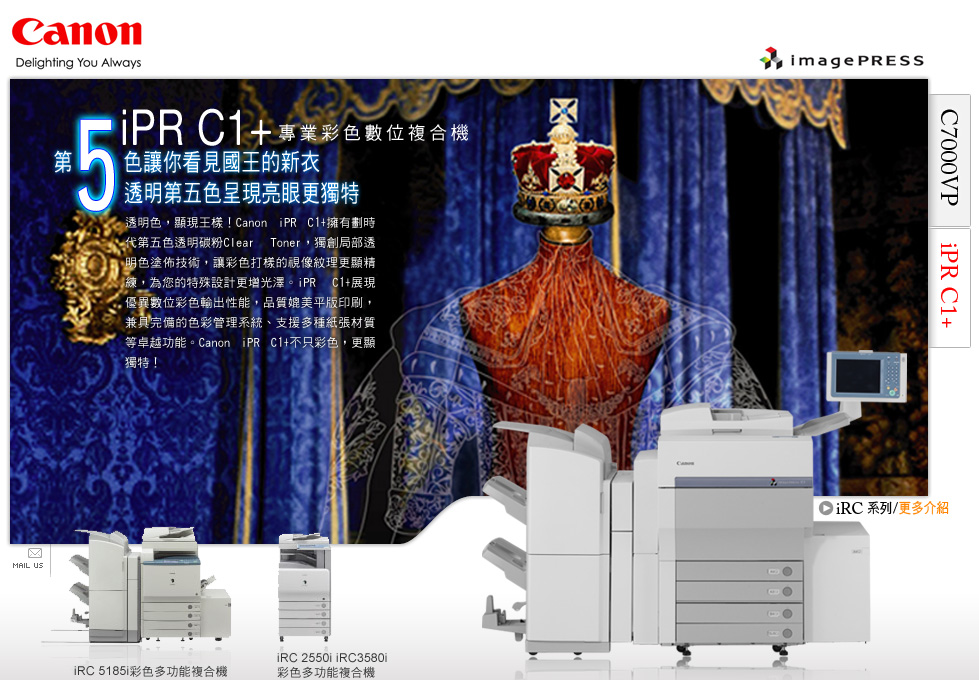 Canon
Delighting You Always
imagePRESS
iPR C1+專業彩色數位複合機
第5色讓你看見國王的新衣
透明第五色呈現亮眼更獨特
透明色，顯現王樣！Canon iPR C1+擁有劃時
代第五色透明碳粉Clear Toner，獨創局部透
明色塗佈技術，讓彩色打樣的視像紋理更顯精
練，為您的特殊設計更增光澤。iPR C1+展現
優異數位彩色輸出性能，品質媲美平版印刷，
兼具完備的色彩管理系統、支援多種紙張材質
等卓越功能。Canon iPR C1+不只彩色，更顯
獨特！
C7000VP
iPR C1+
Canon
iRC 系列/更多介紹
MAIL US
iRC 5185i彩色多功能複合機
iRC 2550i iRC3580i
彩色多功能複合機